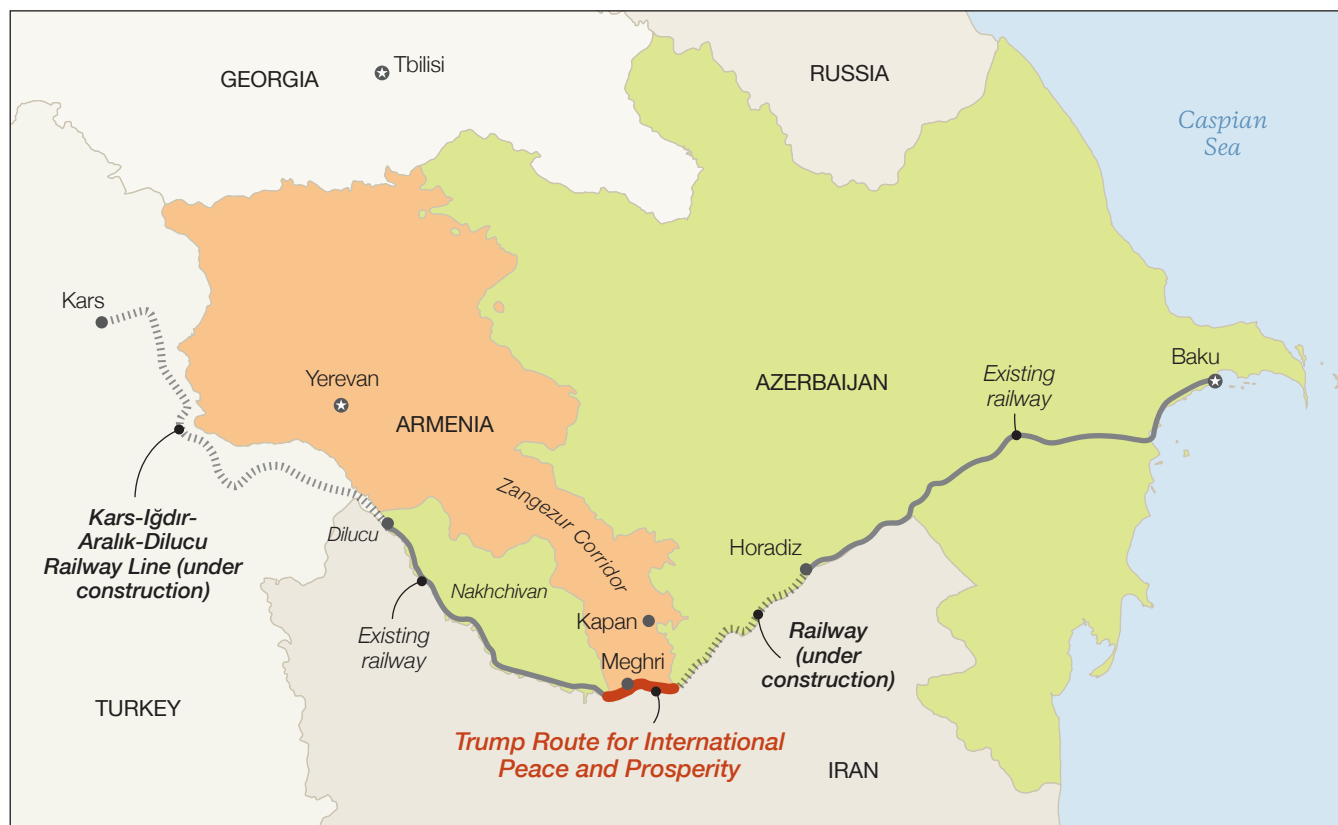 Tbilisi
GEORGIA
RUSSIA
Caspian
Sea
Kars
Yerevan
ARMENIA
AZERBAIJAN
Existing
railway
Baku
Zangezur Corridor
Kars-Iğdır-
Aralık-Dilucu
Railway Line (under
construction)
Dilucu
Nakhchivan
Existing
railway
Horadiz
Kapan
Meghri
Railway
(under
construction)
TURKEY
Trump Route for International
Peace and Prosperity
IRAN